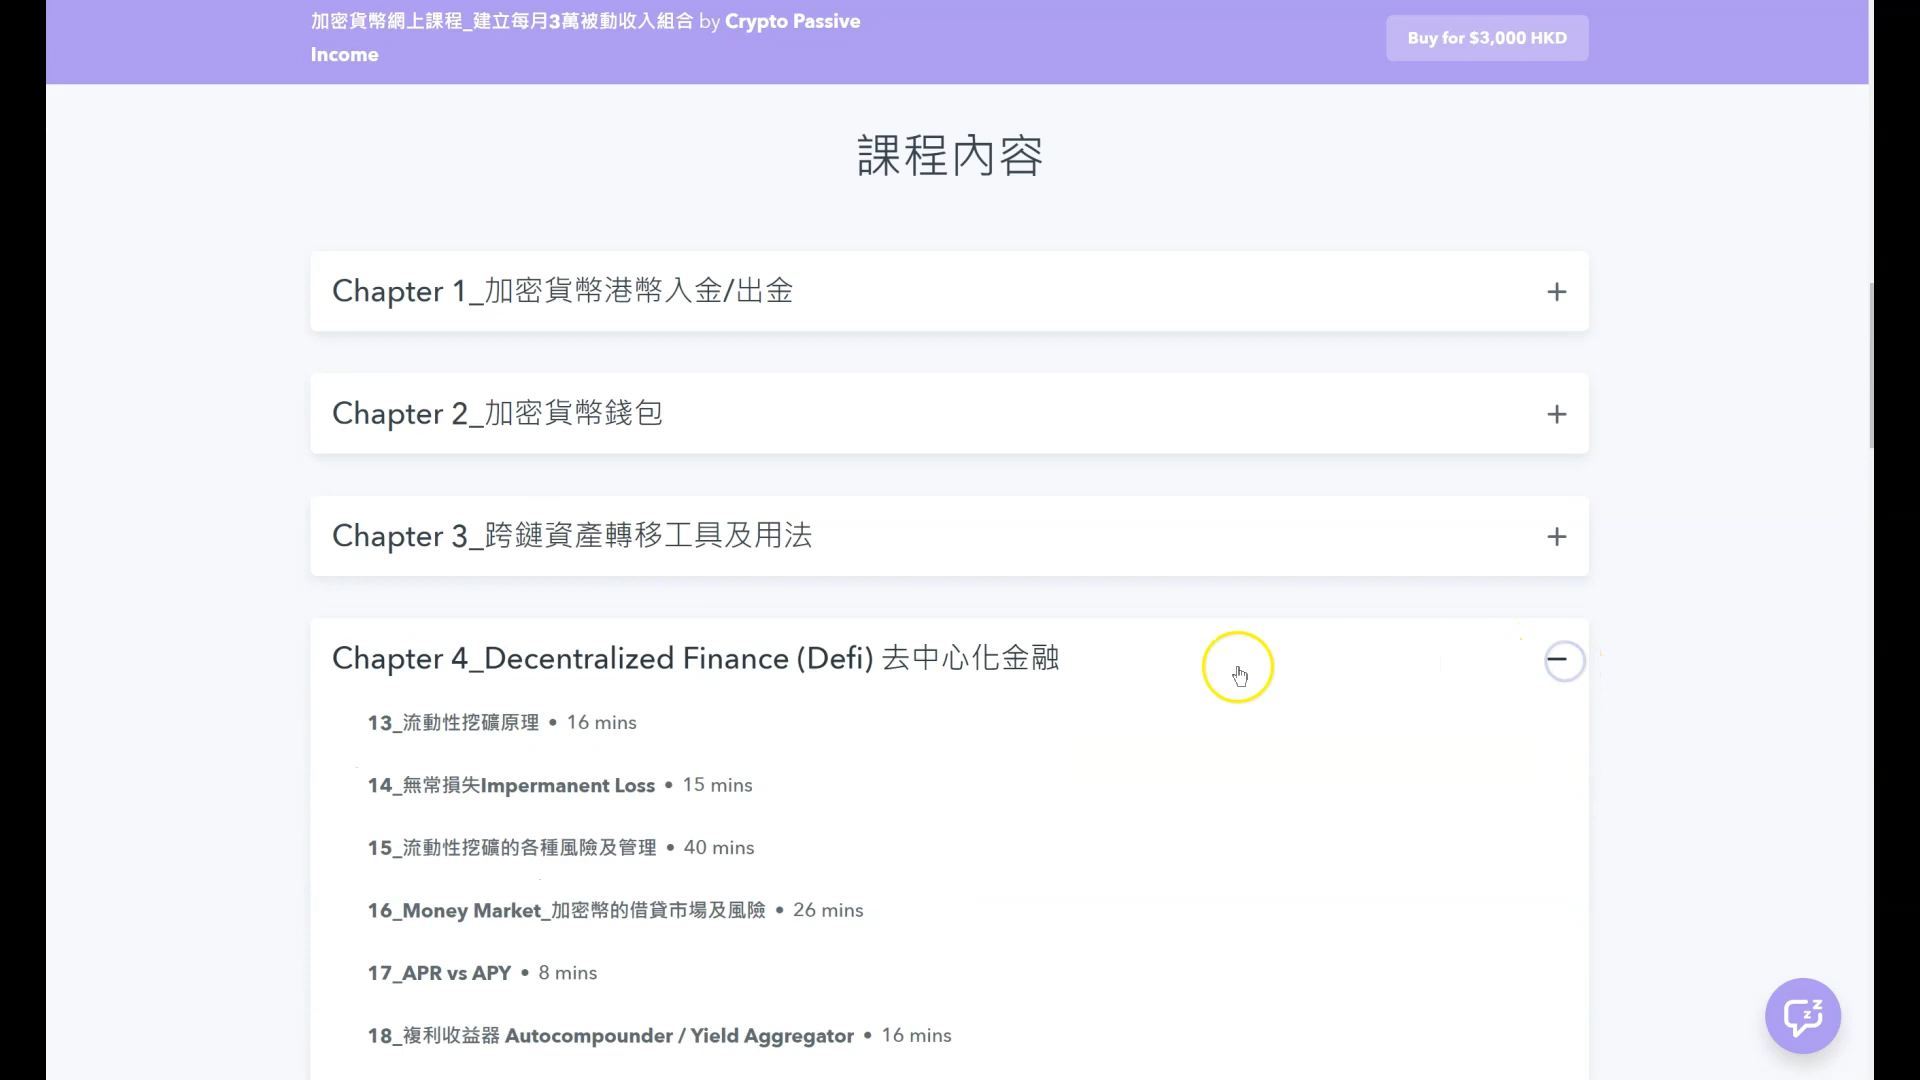 加密貨幣網上課程_建立每月3萬被動收入組合 by Crypto Passive
Income
Buy for $3,000 HKD
課程內容
Chapter 1_加密貨幣港幣入金/出金
Chapter 2_加密貨幣錢包
Chapter 3_跨鏈資產轉移工具及用法
Chapter 4_Decentralized Finance (Defi) 去中心化金融
13_流動性挖礦原理 • 16 mins
14_無常損失Impermanent Loss • 15 mins
15_流動性挖礦的各種風險及管理 • 40 mins
16_Money Market_加密幣的借貸市場及風險 • 26 mins
17_APR vs APY • 8 mins
18_複利收益器 Autocompounder / Yield Aggregator • 16 mins